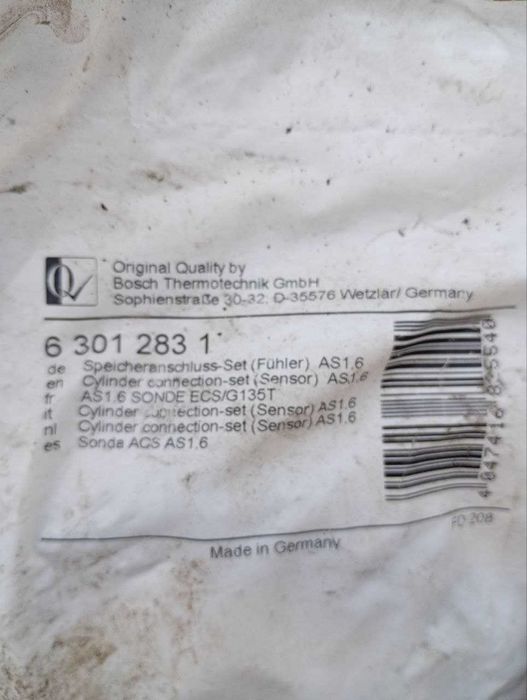 Original Quality by
Bosch Thermotechnik GmbH
Sophienstraße 30-32, D-35576 Wetzlar/ Germany
6 301 283 1
de Speicheranschluss-Set (Fühler) AS1.6
en Cylinder connection-set (Sensor) AS1.6
fr AS1.6 SONDE ECS/G135T
it Cylinder connection-set (Sensor) AS1.6
nl Cylinder connection-set (Sensor) AS1.6
es Sonda ACS AS1.6
FD 208
Made in Germany